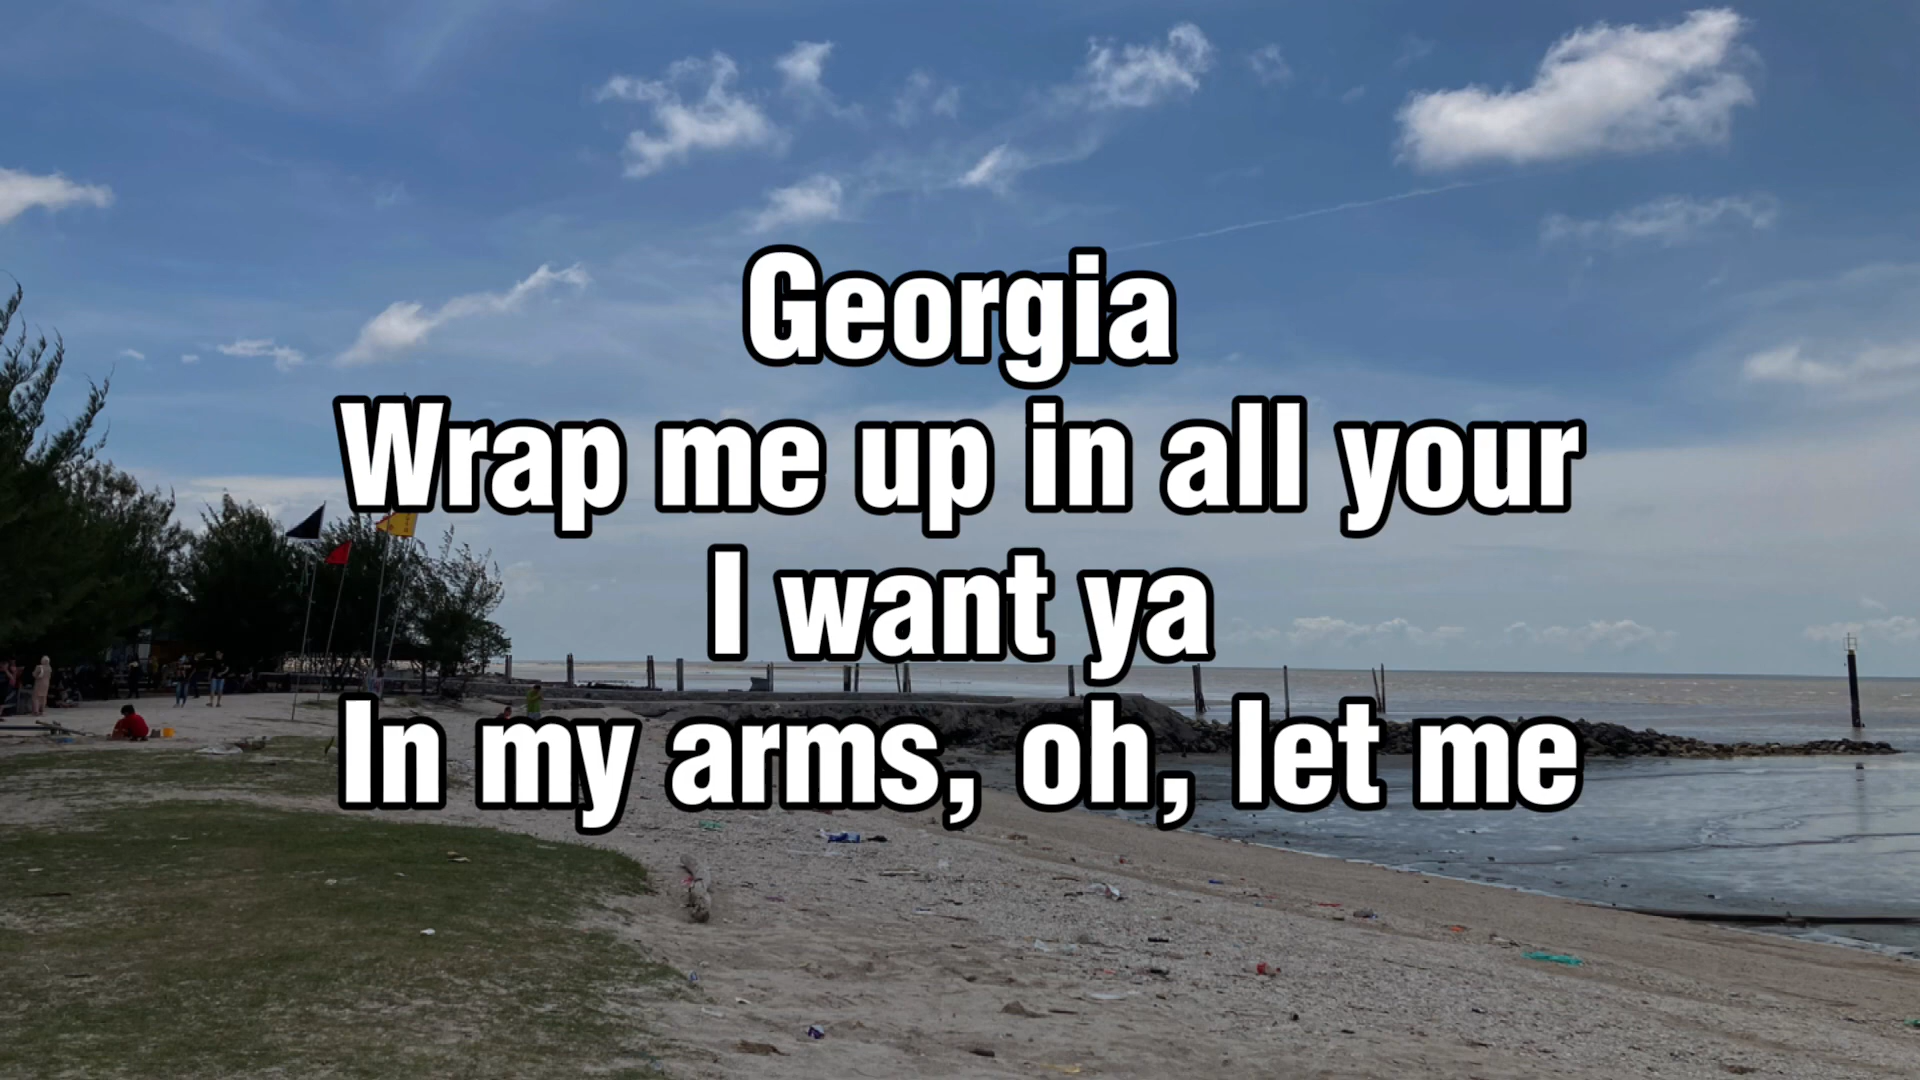 Georgia
Wrap me up in all your
I want ya
In my arms, oh, let me